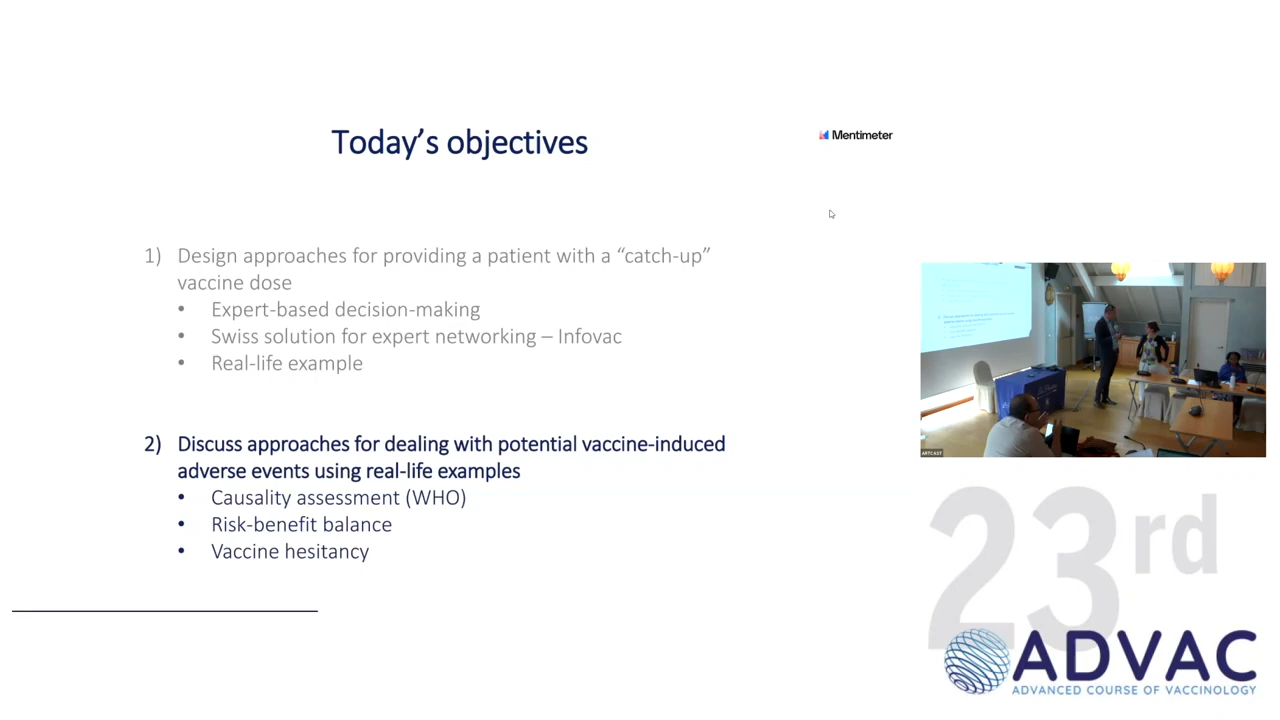 Today's objectives
Mentimeter
1) Design approaches for providing a patient with a “catch-up”
vaccine dose
• Expert-based decision-making
• Swiss solution for expert networking – Infovac
• Real-life example
2) Discuss approaches for dealing with potential vaccine-induced
adverse events using real-life examples
• Causality assessment (WHO)
• Risk-benefit balance
• Vaccine hesitancy
ARTCAST
23rd
ADVAC
ADVANCED COURSE OF VACCINOLOGY